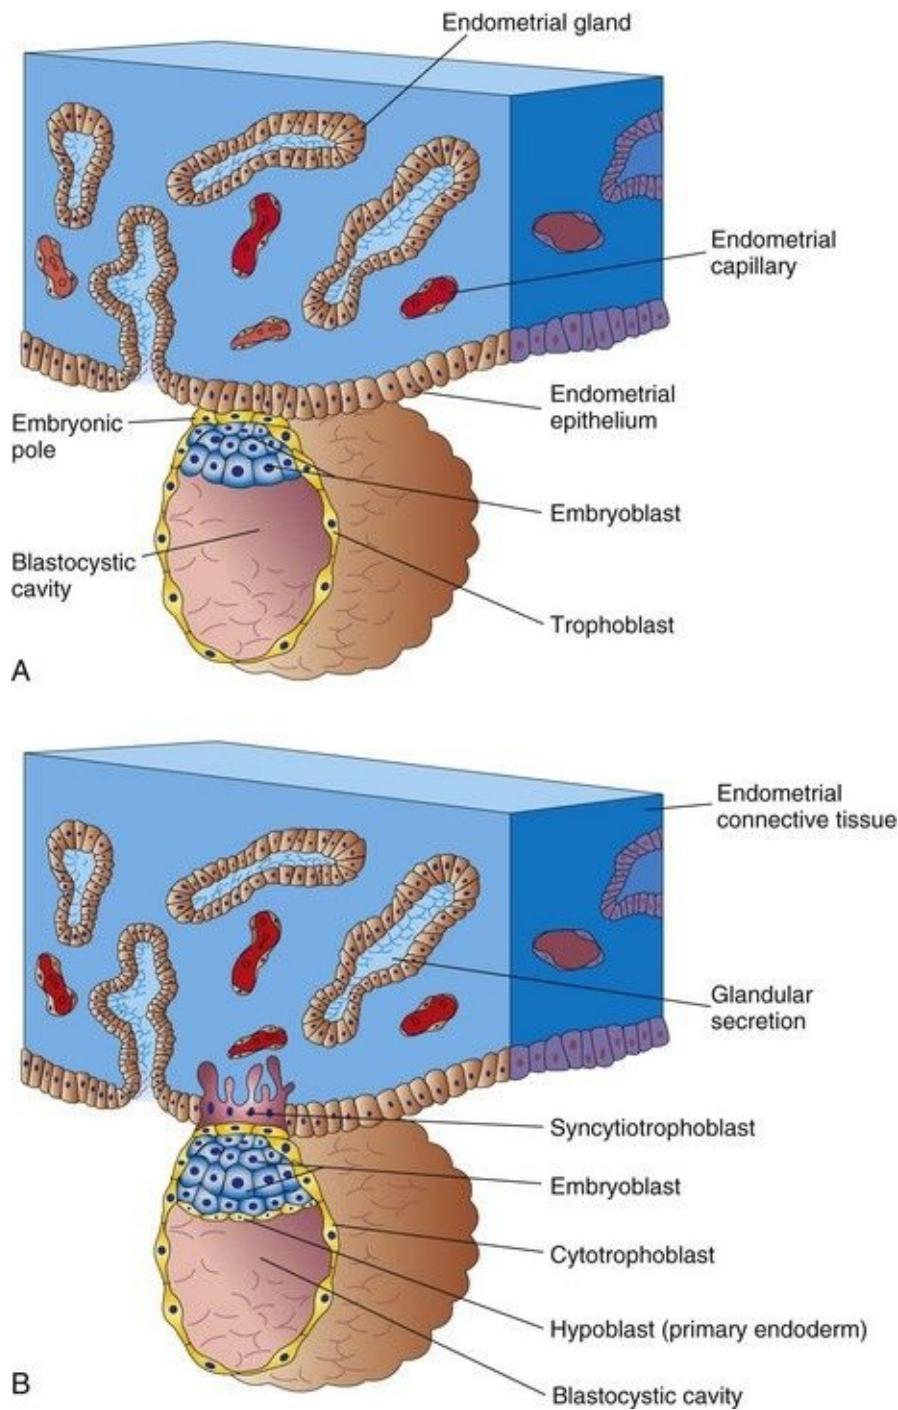 Endometrial gland
Endometrial
capillary
Endometrial
epithelium
Embryonic
pole
Embryoblast
Blastocystic
cavity
Trophoblast
A
Endometrial
connective tissue
Glandular
secretion
Syncytiotrophoblast
Embryoblast
Cytotrophoblast
Hypoblast (primary endoderm)
B
Blastocystic cavity